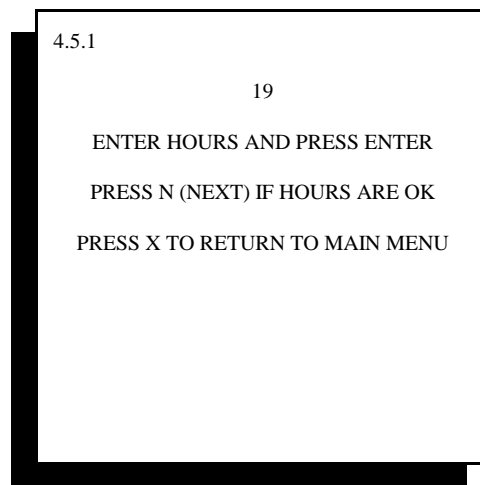 4.5.1
19
ENTER HOURS AND PRESS ENTER
PRESS N (NEXT) IF HOURS ARE OK
PRESS X TO RETURN TO MAIN MENU